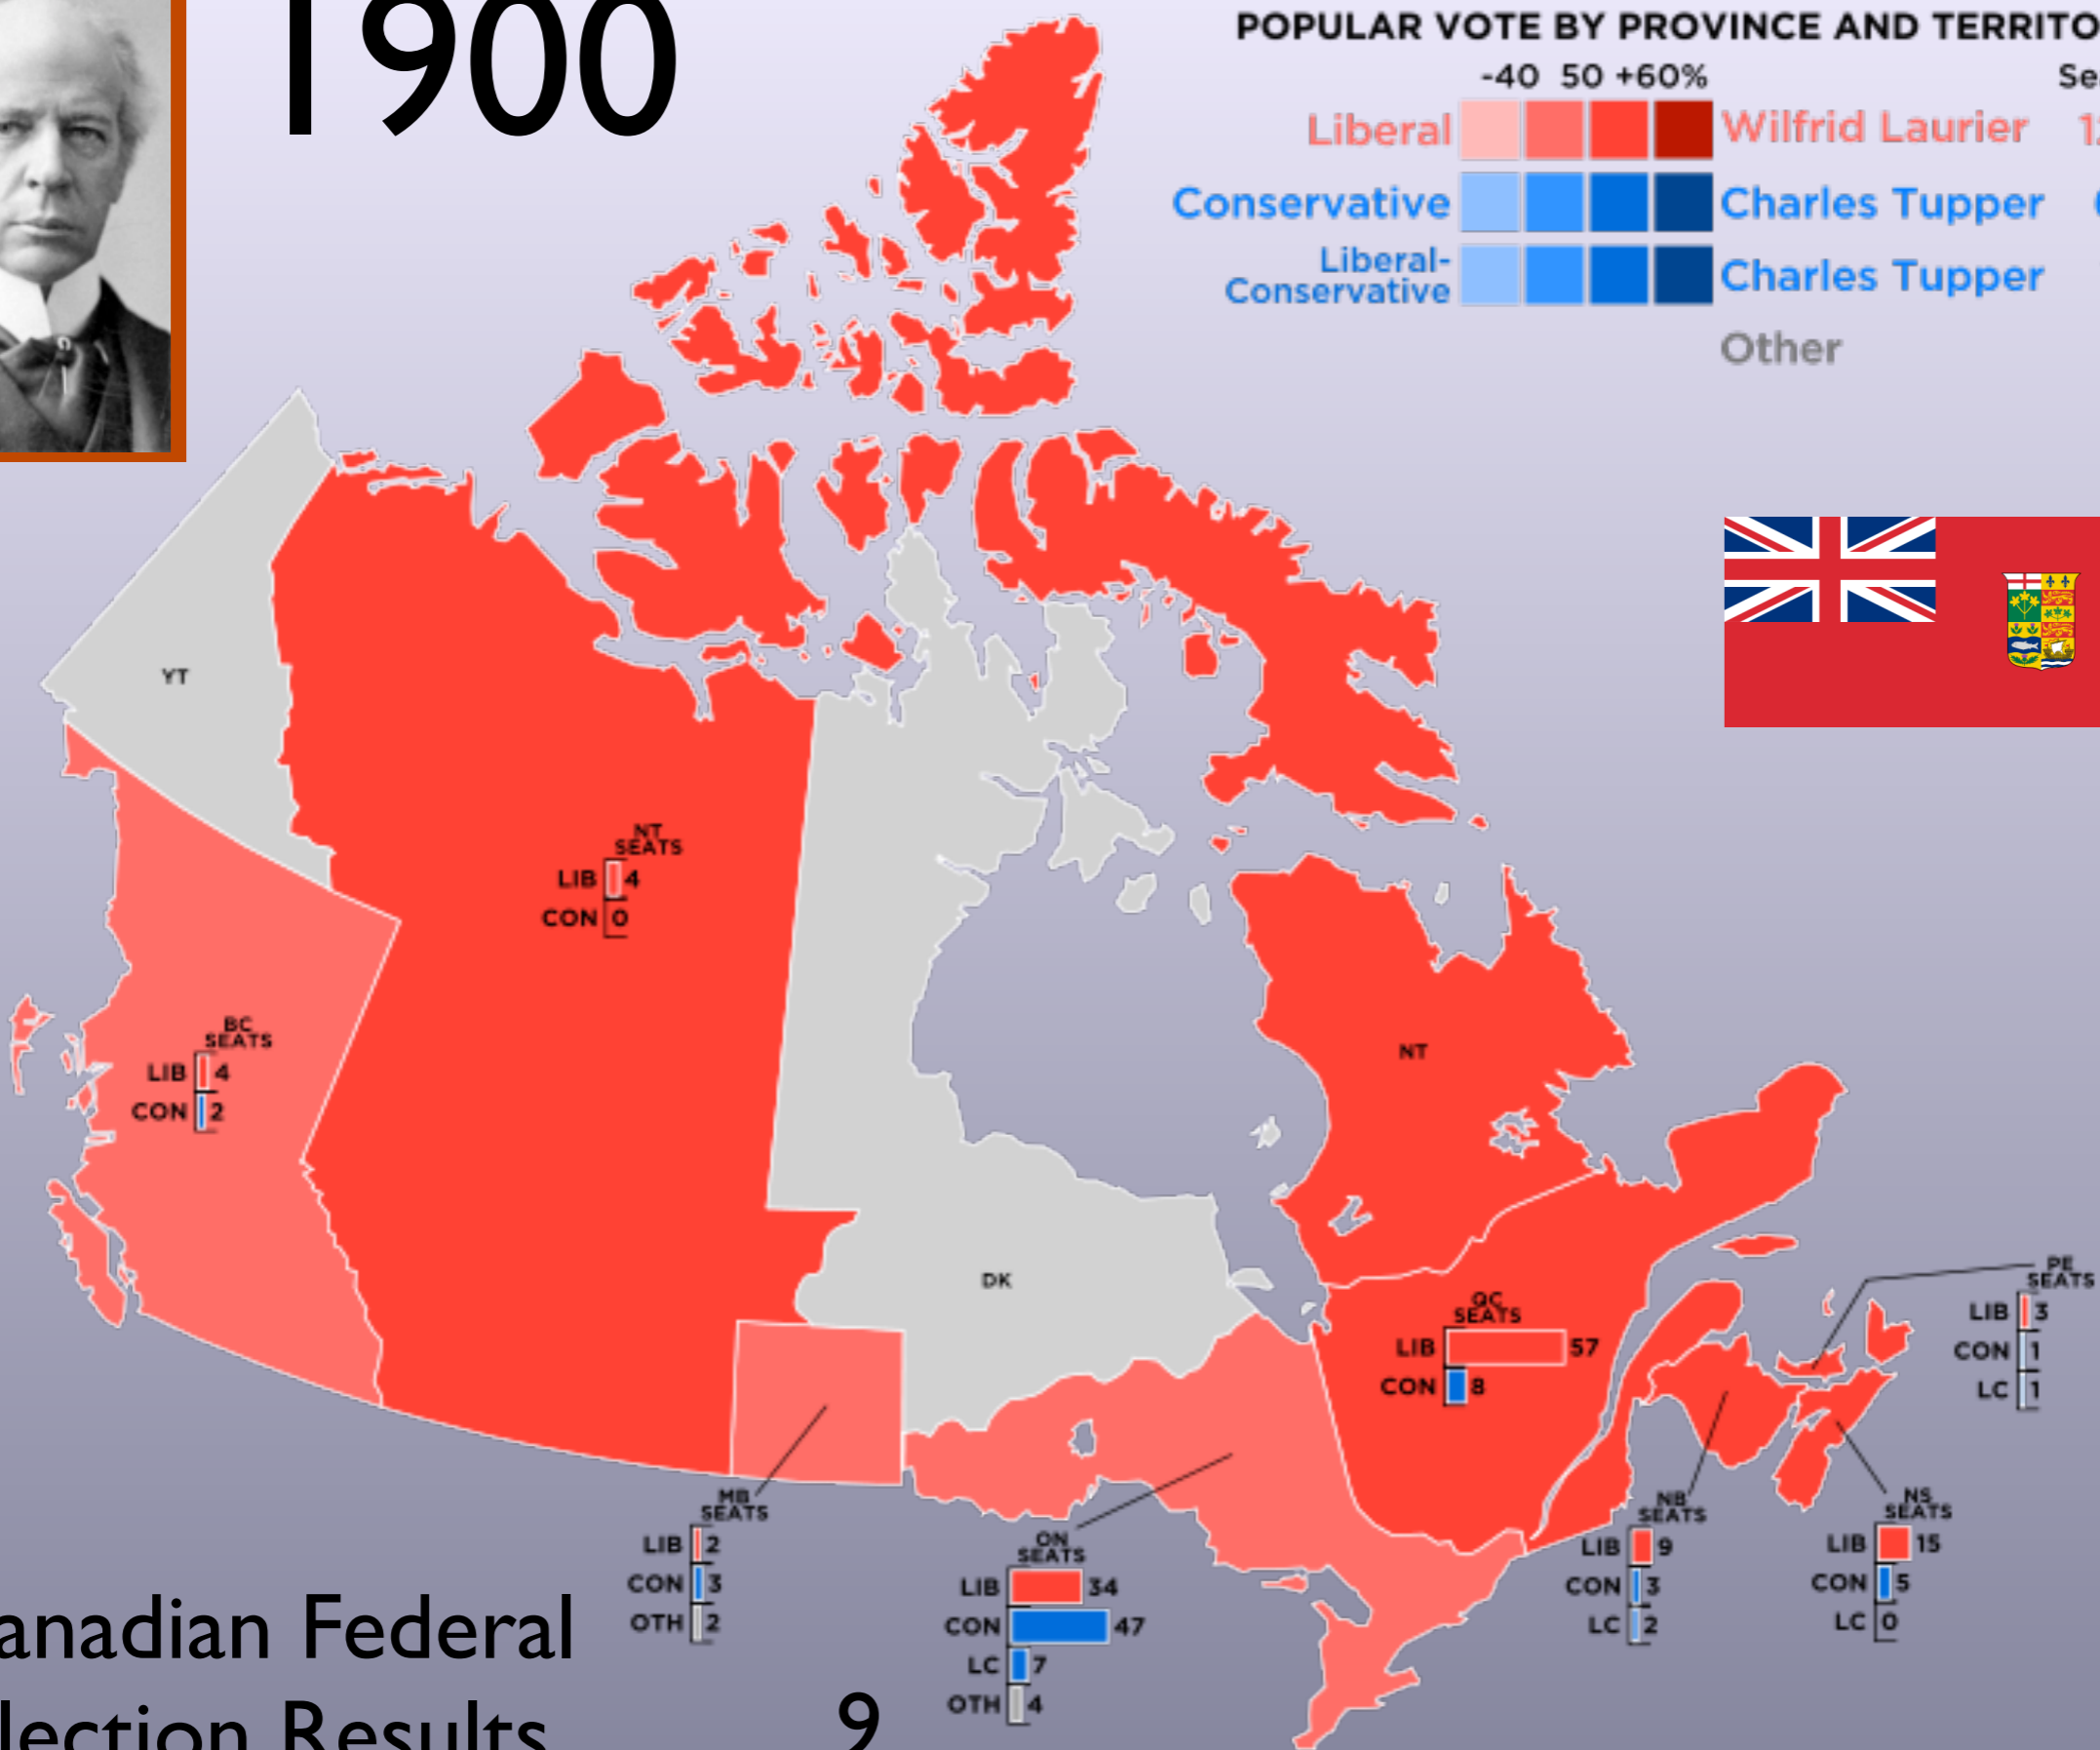 1900
POPULAR VOTE BY PROVINCE AND TERRITO
-40 50 +60%
Se
Liberal Wilfrid Laurier 1
Conservative Charles Tupper
Liberal-
Conservative Charles Tupper
Other
YT
NT
SEATS
LIB 4
CON 0
BC
SEATS
LIB 4
CON 2
NT
DK
QC
SEATS
LIB 57
CON 8
PE
SEATS
LIB 3
CON 1
LC 1
MB
SEATS
LIB 2
CON 3
OTH 2
ON
SEATS
LIB 34
CON 47
LC 7
OTH 4
NB
SEATS
LIB 9
CON 3
LC 2
NS
SEATS
LIB 15
CON 5
LC 0
anadian Federal
lection Results
9